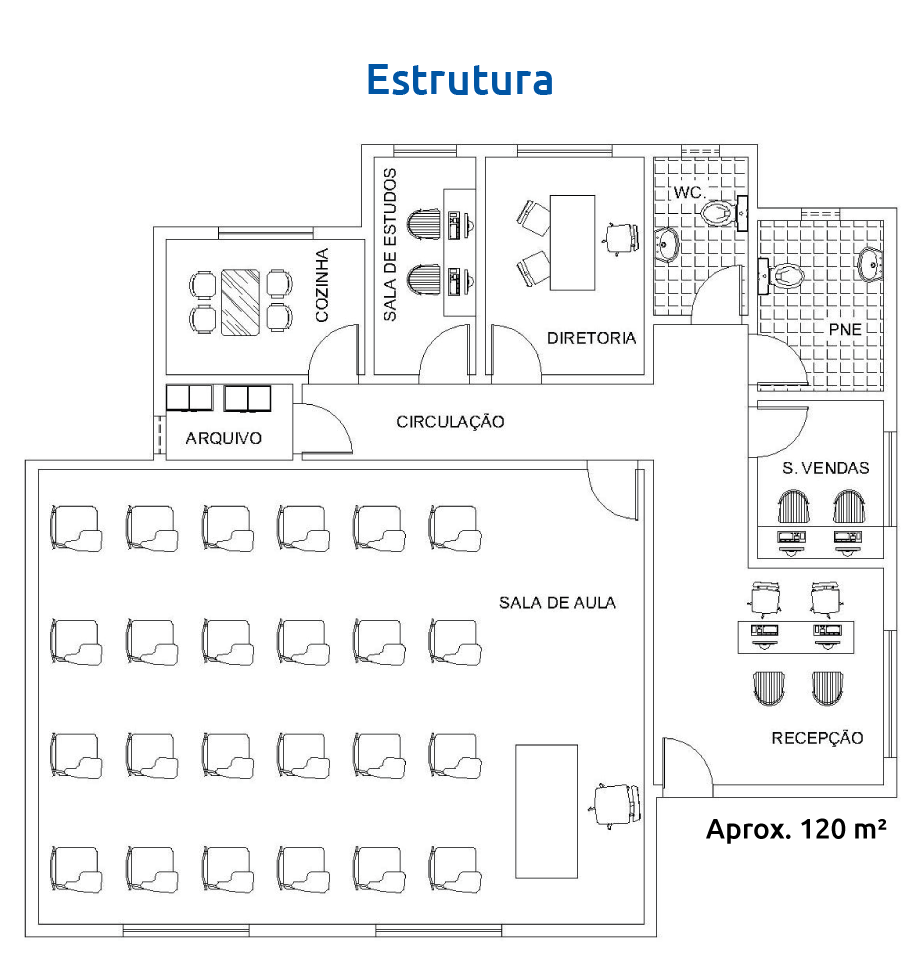 Estrutura
SALA DE ESTUDOS
WC.
COZINHA
DIRETORIA
PNE
CIRCULAÇÃO
ARQUIVO
S. VENDAS
SALA DE AULA
RECEPÇÃO
Aprox. 120 m²